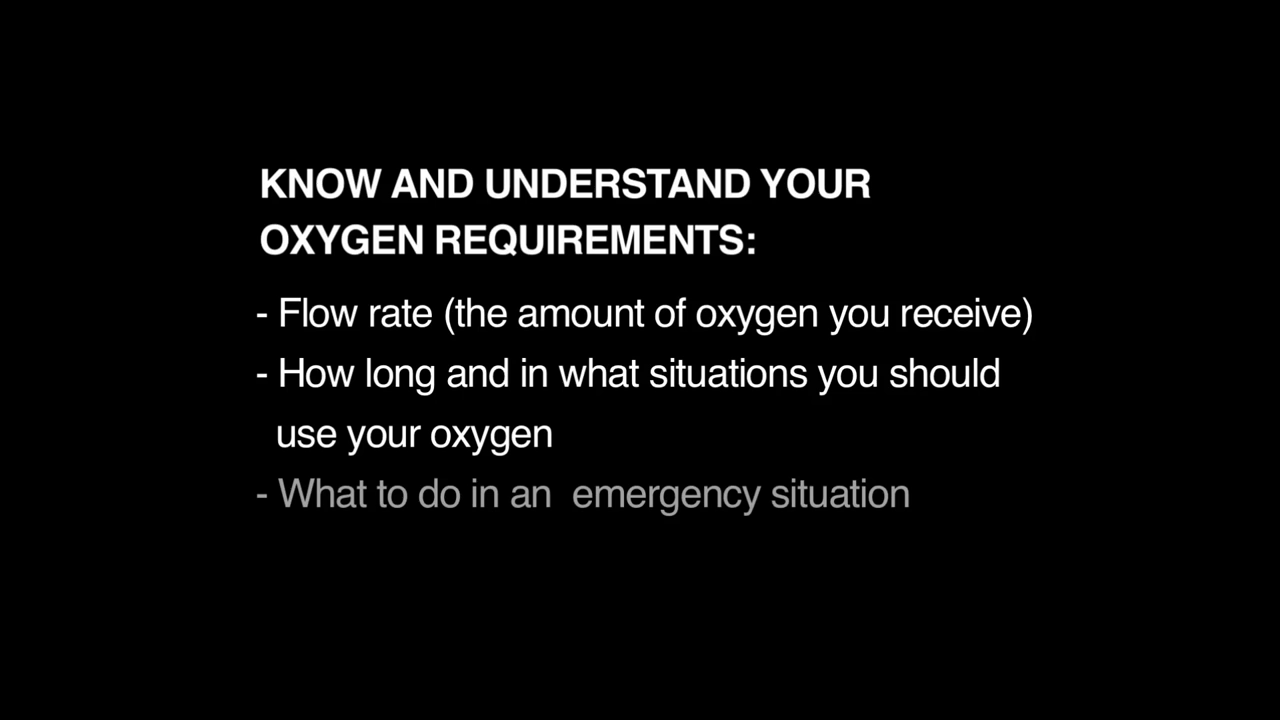 KNOW AND UNDERSTAND YOUR
OXYGEN REQUIREMENTS:
- Flow rate (the amount of oxygen you receive)
- How long and in what situations you should
use your oxygen
- What to do in an  emergency situation